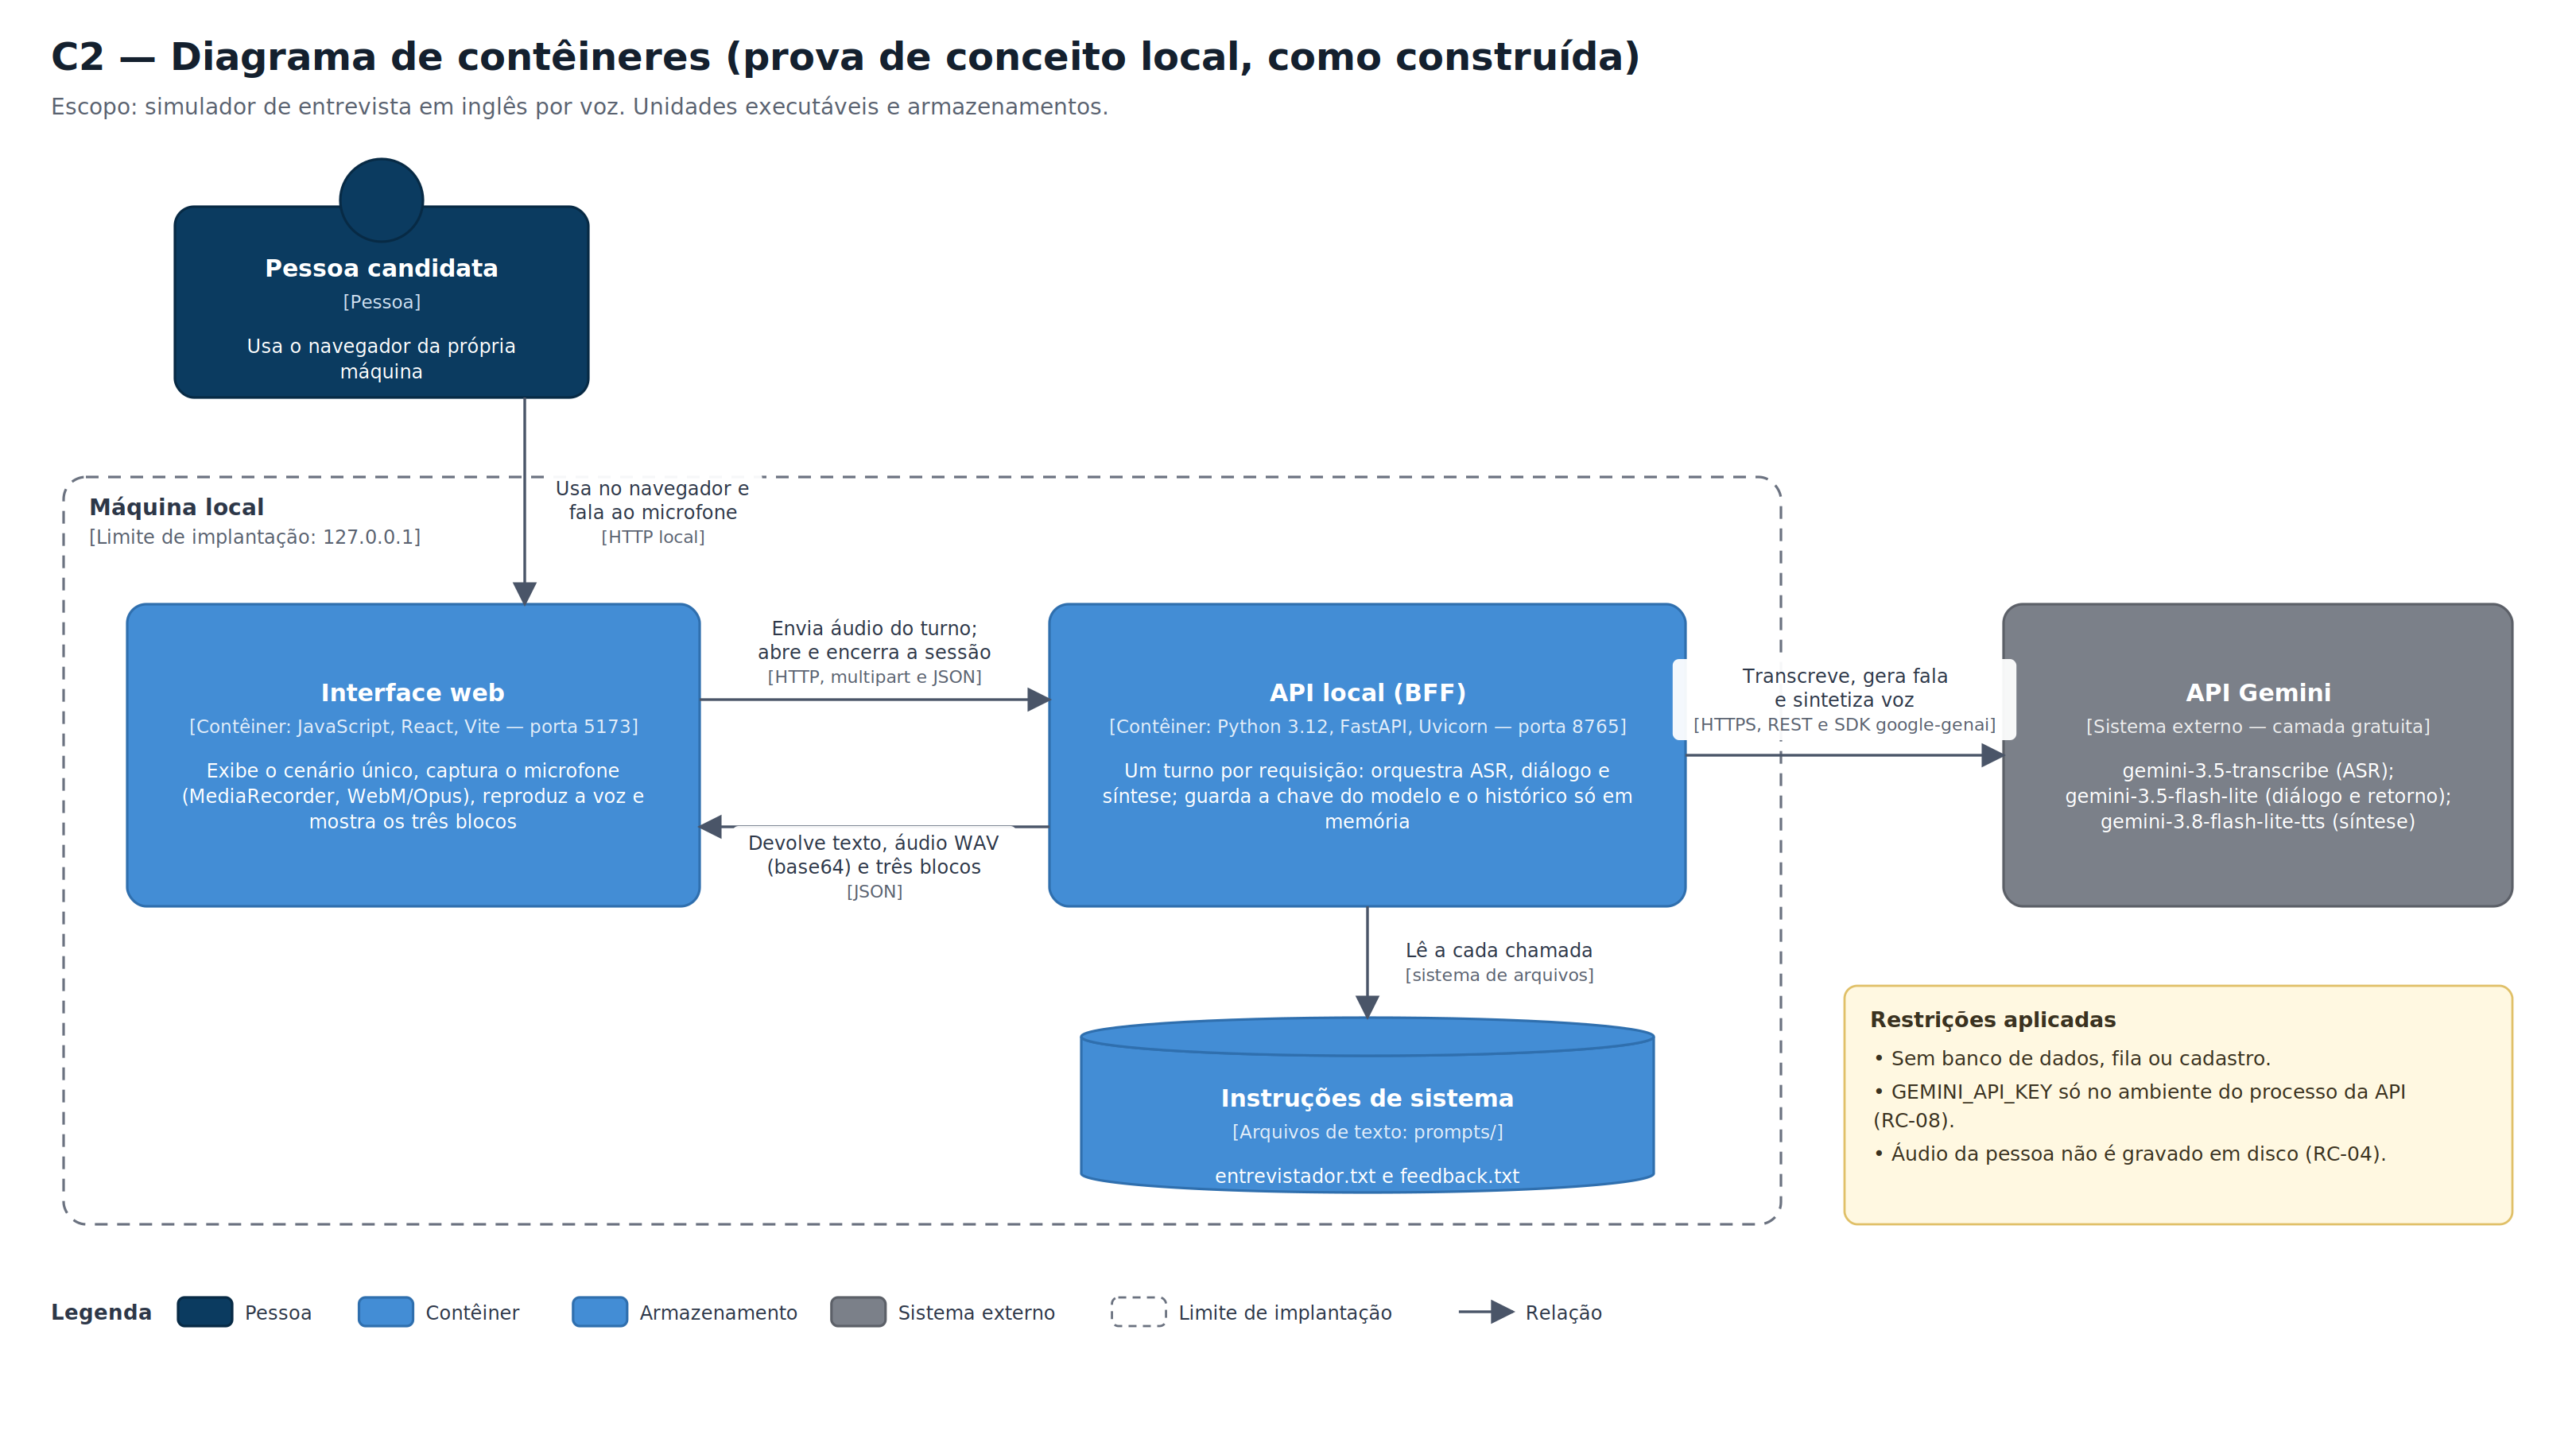 C2 — Diagrama de contêineres (prova de conceito local, como construída)
Escopo: simulador de entrevista em inglês por voz. Unidades executáveis e armazenamentos.
Pessoa candidata
[Pessoa]
Usa o navegador da própria
máquina
Máquina local
[Limite de implantação: 127.0.0.1]
Usa no navegador e
fala ao microfone
[HTTP local]
Interface web
[Contêiner: JavaScript, React, Vite — porta 5173]
Exibe o cenário único, captura o microfone
(MediaRecorder, WebM/Opus), reproduz a voz e
mostra os três blocos
Envia áudio do turno;
abre e encerra a sessão
[HTTP, multipart e JSON]
Devolve texto, áudio WAV
(base64) e três blocos
[JSON]
API local (BFF)
[Contêiner: Python 3.12, FastAPI, Uvicorn — porta 8765]
Um turno por requisição: orquestra ASR, diálogo e
síntese; guarda a chave do modelo e o histórico só em
memória
Transcreve, gera fala
e sintetiza voz
[HTTPS, REST e SDK google-genai]
API Gemini
[Sistema externo — camada gratuita]
gemini-3.5-transcribe (ASR);
gemini-3.5-flash-lite (diálogo e retorno);
gemini-3.8-flash-lite-tts (síntese)
Lê a cada chamada
[sistema de arquivos]
Instruções de sistema
[Arquivos de texto: prompts/]
entrevistador.txt e feedback.txt
Restrições aplicadas
• Sem banco de dados, fila ou cadastro.
• GEMINI_API_KEY só no ambiente do processo da API
(RC-08).
• Áudio da pessoa não é gravado em disco (RC-04).
Legenda
Pessoa
Contêiner
Armazenamento
Sistema externo
Limite de implantação
Relação